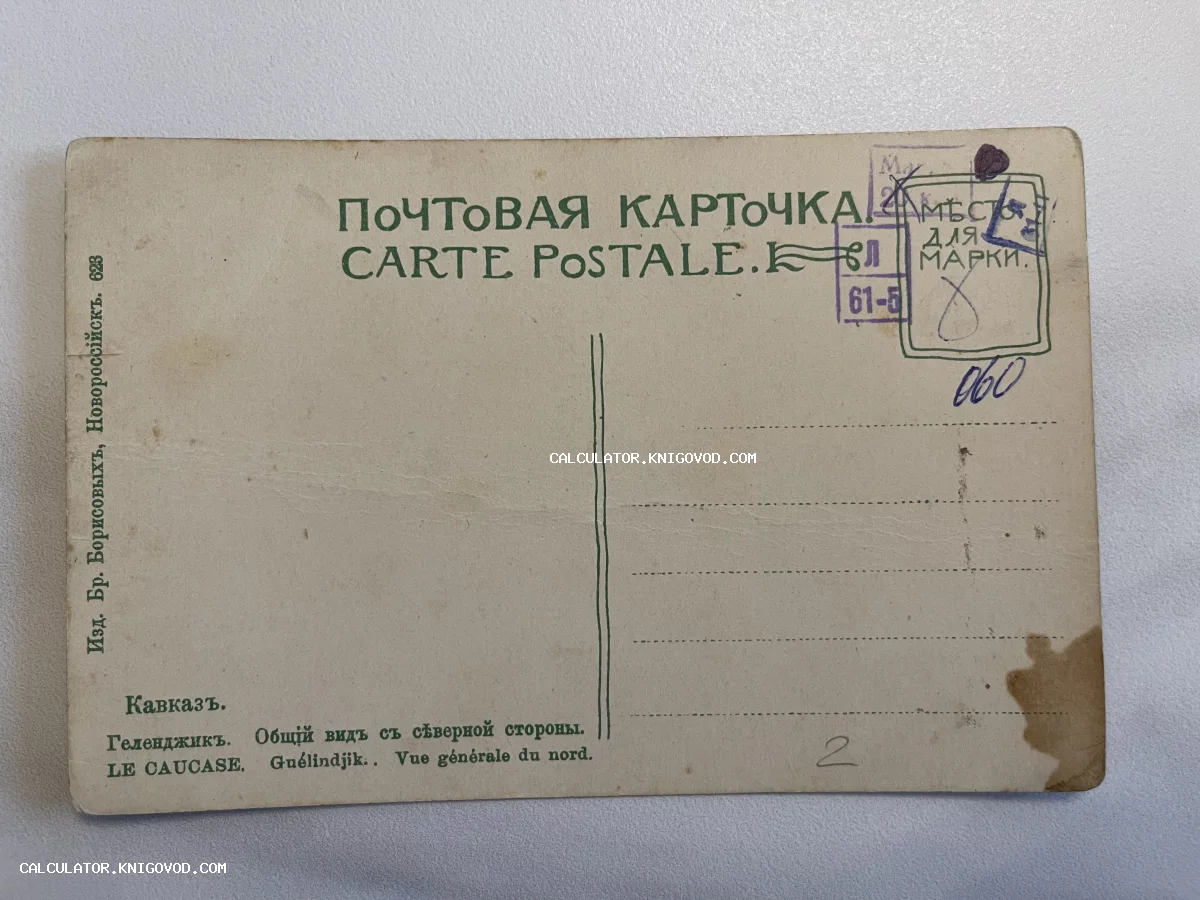 ПОЧТОВАЯ КАРТОЧКА.
CARTE POSTALE.
МѢСТО
ДЛЯ
МАРКИ.
Л
61-5
060
Изд. Бр. Борисовыхъ, Новороссійскъ. 623
CALCULATOR.KNIGOVOD.COM
Кавказъ.
Геленджикъ. Общій видъ съ сѣверной стороны.
LE CAUCASE. Guélindjik.. Vue générale du nord.
2
CALCULATOR.KNIGOVOD.COM